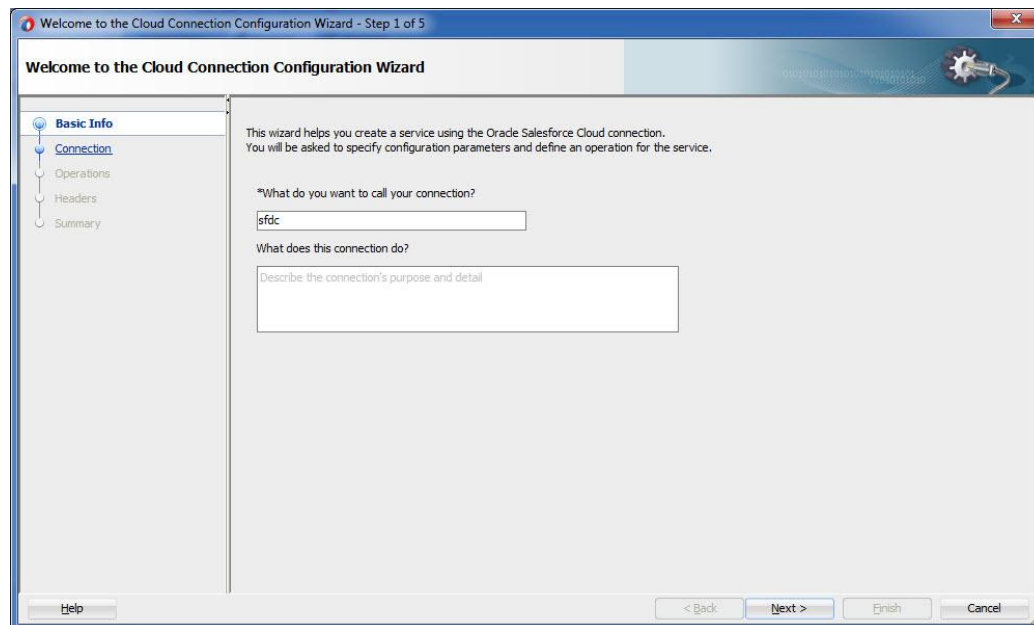 Welcome to the Cloud Connection Configuration Wizard - Step 1 of 5
Welcome to the Cloud Connection Configuration Wizard
Basic Info
Connection
Operations
Headers
Summary
This wizard helps you create a service using the Oracle Salesforce Cloud connection.
You will be asked to specify configuration parameters and define an operation for the service.
*What do you want to call your connection?
sfdc
What does this connection do?
Describe the connection's purpose and detail
Help
< Back
Next >
Finish
Cancel